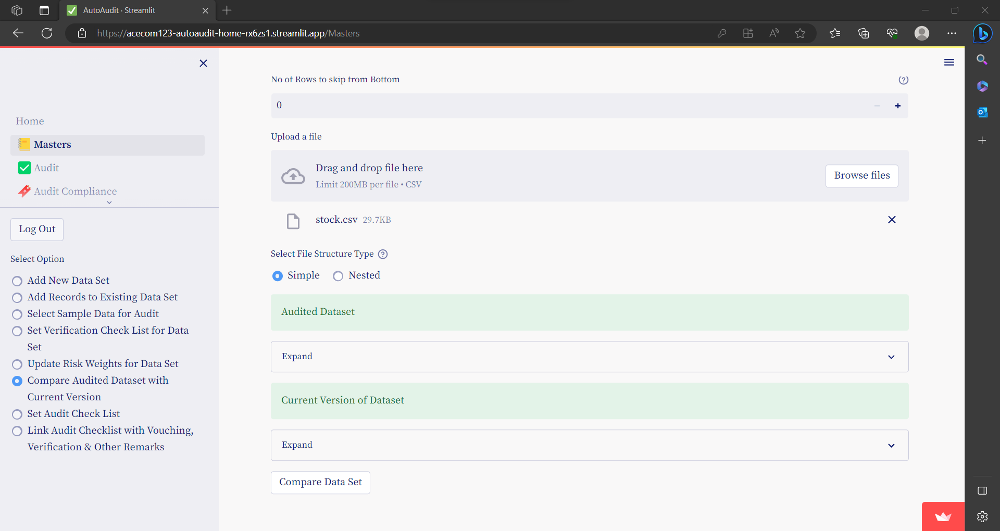 AutoAudit · Streamlit
https://acecom123-autoaudit-home-rx6zs1.streamlit.app/Masters
Home
Masters
Audit
Audit Compliance
Log Out
Select Option
Add New Data Set
Add Records to Existing Data Set
Select Sample Data for Audit
Set Verification Check List for Data
Set
Update Risk Weights for Data Set
Compare Audited Dataset with
Current Version
Set Audit Check List
Link Audit Checklist with Vouching,
Verification & Other Remarks
No of Rows to skip from Bottom
0
Upload a file
Drag and drop file here
Limit 200MB per file • CSV
Browse files
stock.csv 29.7KB
Select File Structure Type
Simple
Nested
Audited Dataset
Expand
Current Version of Dataset
Expand
Compare Data Set